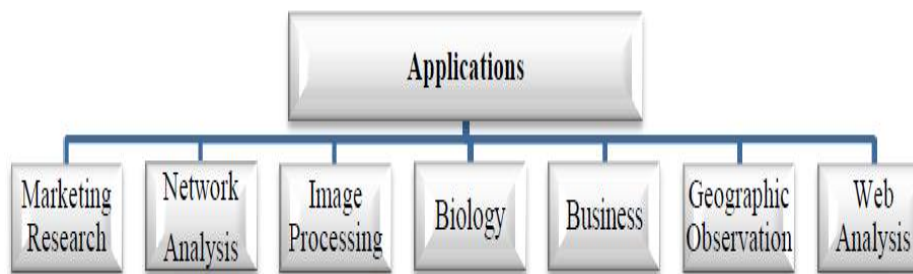 Applications
Marketing
Research
Network
Analysis
Image
Processing
Biology
Business
Geographic
Observation
Web
Analysis